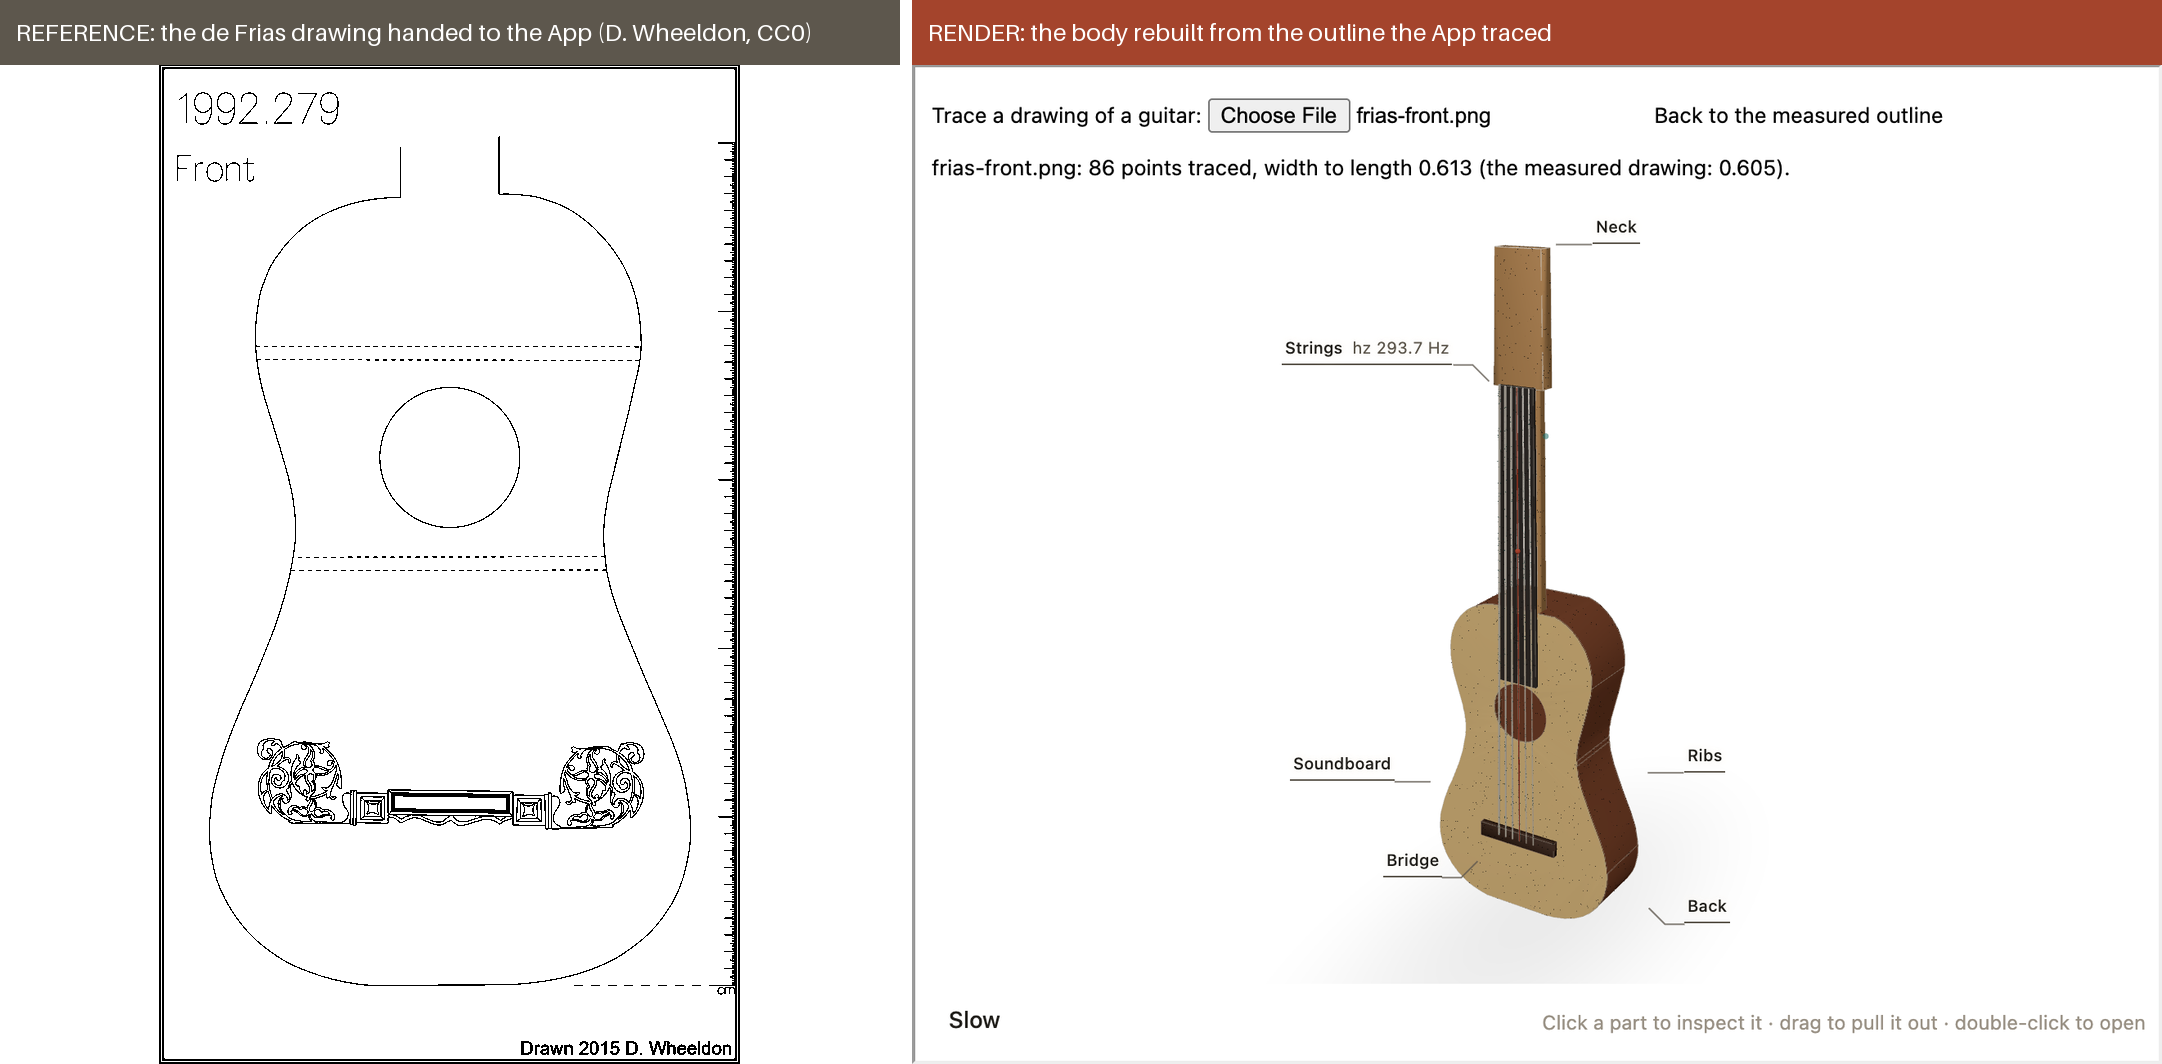 REFERENCE: the de Frias drawing handed to the App (D. Wheeldon, CC0)
1992.279
Front
cm
Drawn 2015 D. Wheeldon
RENDER: the body rebuilt from the outline the App traced
Trace a drawing of a guitar: Choose File frias-front.png Back to the measured outline
frias-front.png: 86 points traced, width to length 0.613 (the measured drawing: 0.605).
Neck
Strings hz 293.7 Hz
Soundboard
Ribs
Bridge
Back
Slow
Click a part to inspect it · drag to pull it out · double-click to open